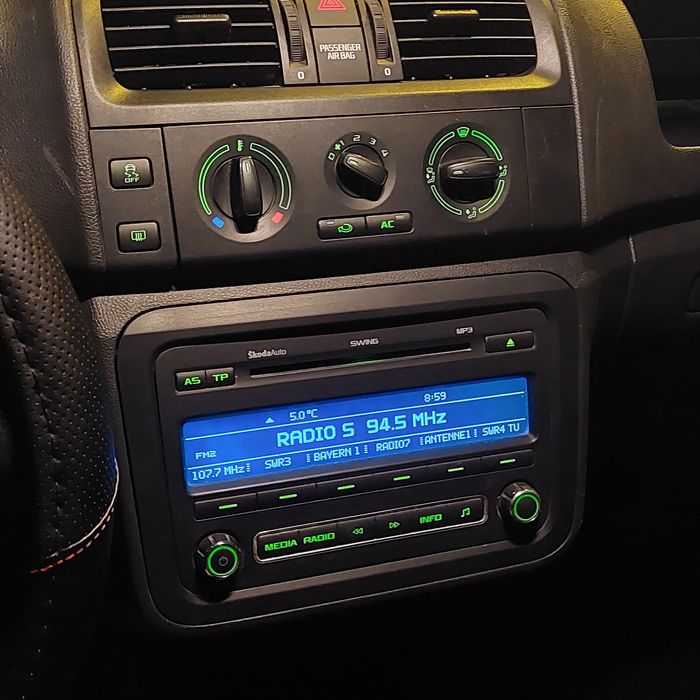 PASSENGER
AIR BAG
0 0
0 1 2 3 4
OFF
AC
ŠkodaAuto SWING MP3
AS TP
5.0°C 8:59
RADIO S 94.5 MHz
FM2
107.7 MHz SWR3 BAYERN 1 RADIO7 ANTENNE1 SWR4 TU
MEDIA RADIO INFO